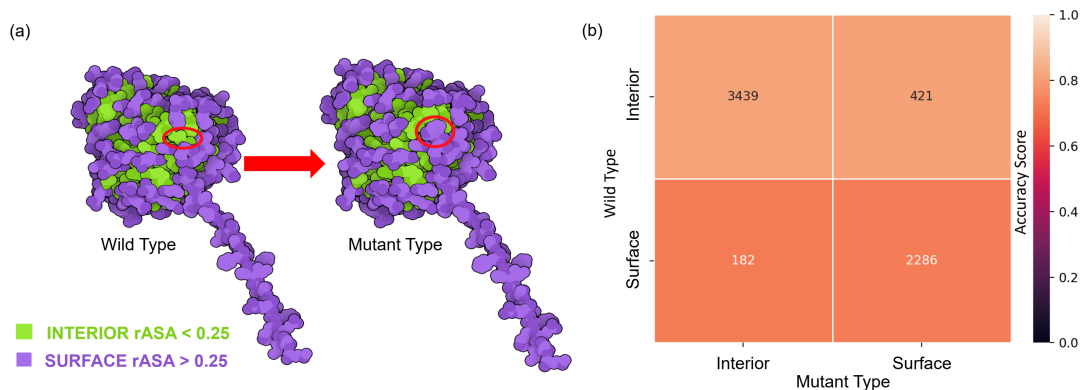 (a)
Wild Type
Mutant Type
INTERIOR rASA < 0.25
SURFACE rASA > 0.25
(b)
Wild Type
Interior
Surface
3439
421
182
2286
Interior
Surface
Mutant Type
Accuracy Score
1.0
0.8
0.6
0.4
0.2
0.0